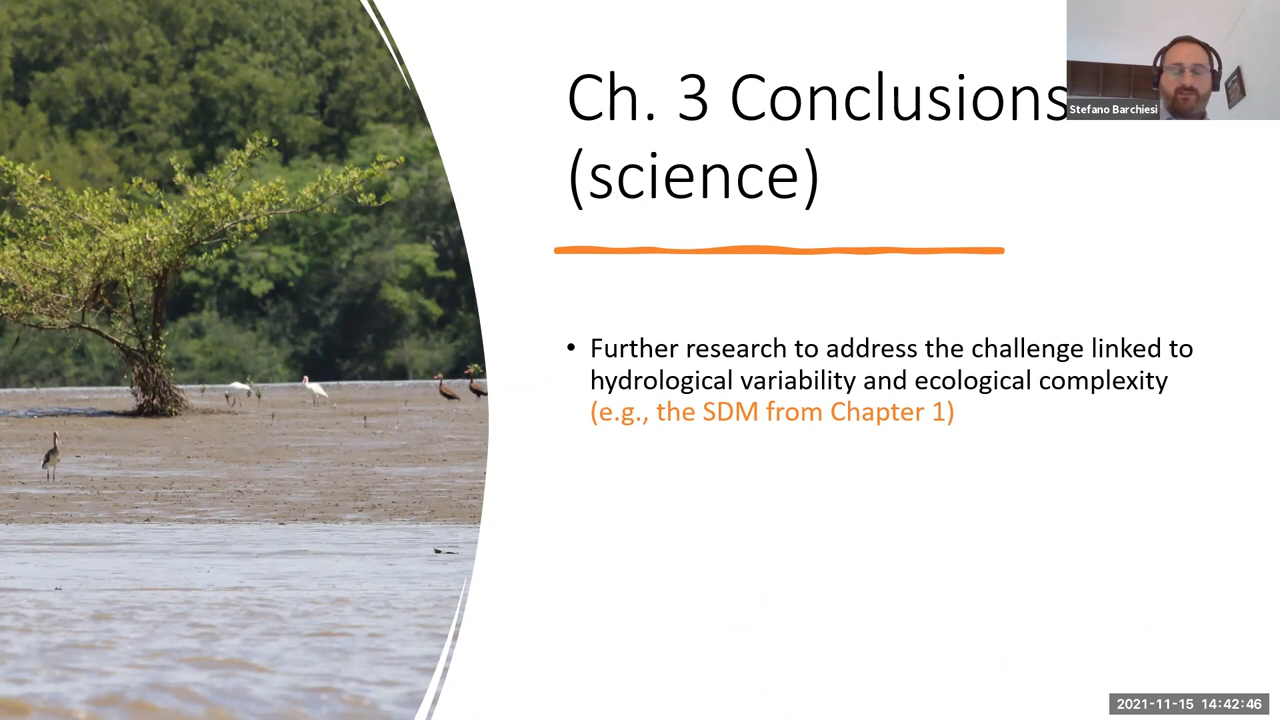 Ch. 3 Conclusions
(science)
Stefano Barchiesi
• Further research to address the challenge linked to
hydrological variability and ecological complexity
(e.g., the SDM from Chapter 1)
2021-11-15 14:42:46